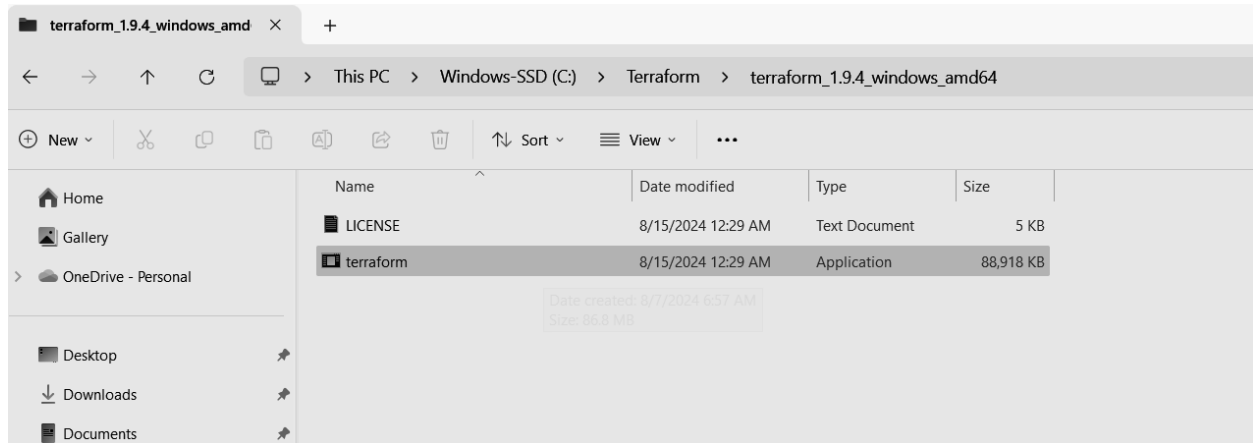 terraform_1.9.4_windows_amd
This PC > Windows-SSD (C:) > Terraform > terraform_1.9.4_windows_amd64
New Sort View
Home
Gallery
OneDrive - Personal
Desktop
Downloads
Documents
Name Date modified Type Size
LICENSE 8/15/2024 12:29 AM Text Document 5 KB
terraform 8/15/2024 12:29 AM Application 88,918 KB
Date created: 8/7/2024 6:57 AM
Size: 86.8 MB